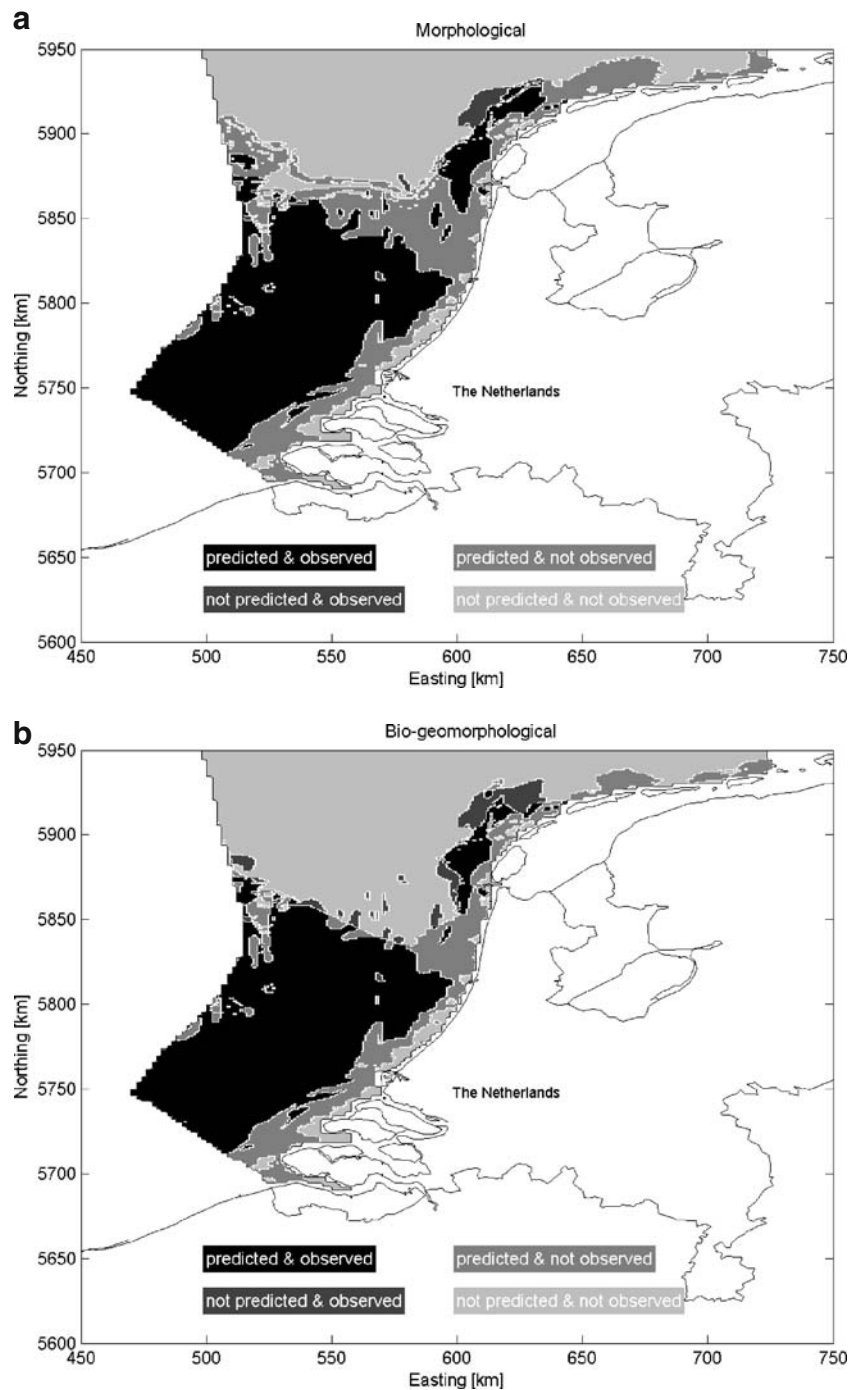 a
Morphological
5950
5900
5850
5800
5750
5700
5650
5600
Northing [km]
The Netherlands
predicted & observed
predicted & not observed
not predicted & observed
not predicted & not observed
450
500
550
600
650
700
750
Easting [km]
b
Bio-geomorphological
5950
5900
5850
5800
5750
5700
5650
5600
Northing [km]
The Netherlands
predicted & observed
predicted & not observed
not predicted & observed
not predicted & not observed
450
500
550
600
650
700
750
Easting [km]